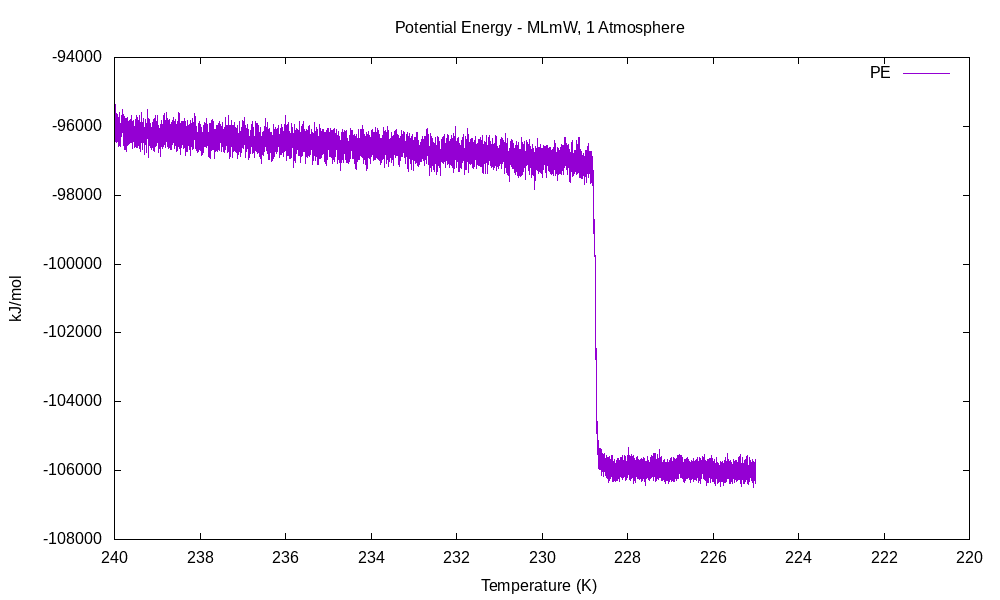 Potential Energy - MLmW, 1 Atmosphere
PE
-94000
-96000
-98000
-100000
-102000
-104000
-106000
-108000
kJ/mol
240 238 236 234 232 230 228 226 224 222 220
Temperature (K)